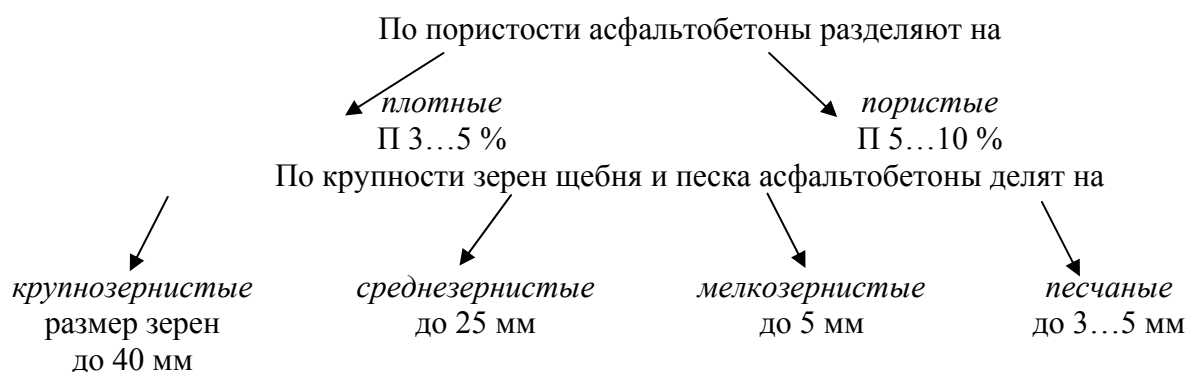 По пористости асфальтобетоны разделяют на
плотные пористые
П 3…5 % П 5…10 %
По крупности зерен щебня и песка асфальтобетоны делят на
крупнозернистые среднезернистые мелкозернистые песчаные
размер зерен до 25 мм до 5 мм до 3…5 мм
до 40 мм